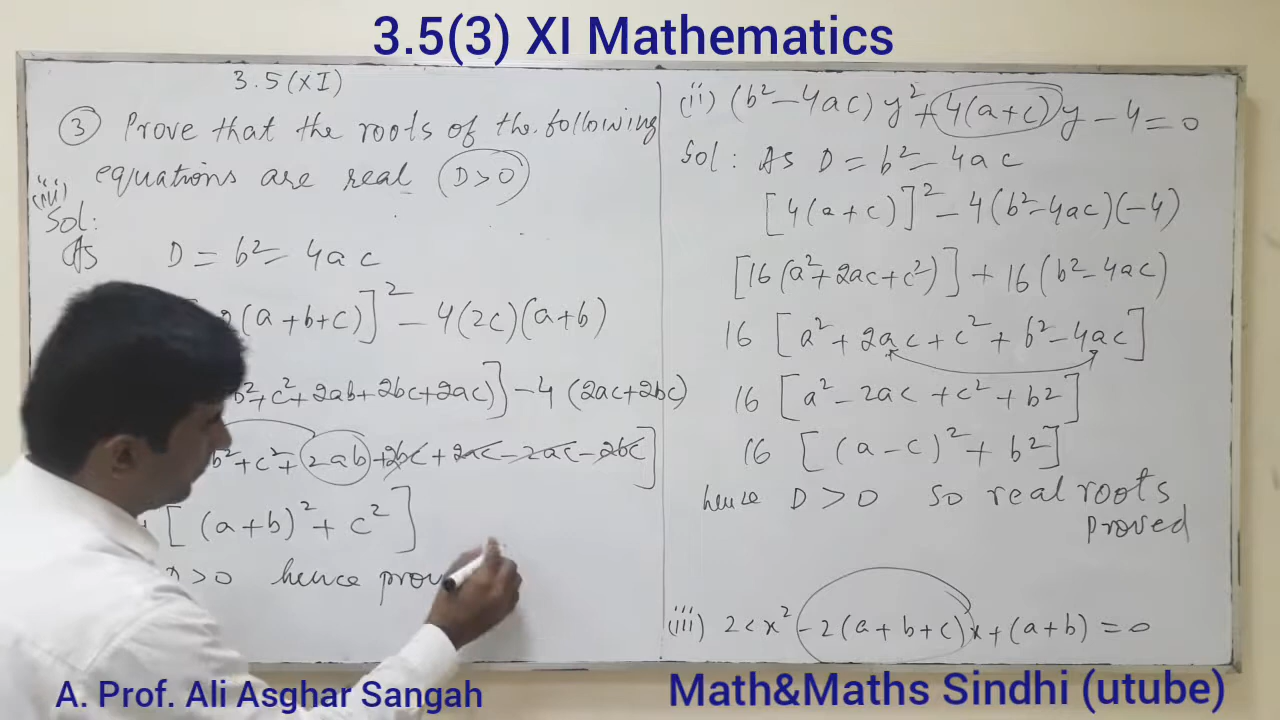 3.5(3) XI Mathematics
3.5(XI)
③ Prove that the roots of the following
equations are real (D>0)
(iii)
Sol:
As D = b² - 4ac
(a+b+c)]² - 4(2c)(a+b)
b²+c²+2ab+2bc+2ac)] - 4 (2ac+2bc)
b²+c²+2ab+2bc+2ac-2ac-2bc]
[(a+b)²+c²]
D>0 hence prov
(ii) (b²-4ac)y²+4(a+c)y-4=0
Sol: As D = b²-4ac
[4(a+c)]²-4(b²-4ac)(-4)
[16(a²+2ac+c²)]+16(b²-4ac)
16 [a²+2ac+c²+b²-4ac]
16 [a²-2ac+c²+b²]
16 [(a-c)²+b²]
hence D>0 so real roots
proved
(iii) 2cx²-2(a+b+c)x+(a+b)=0
A. Prof. Ali Asghar Sangah
Math&Maths Sindhi (utube)